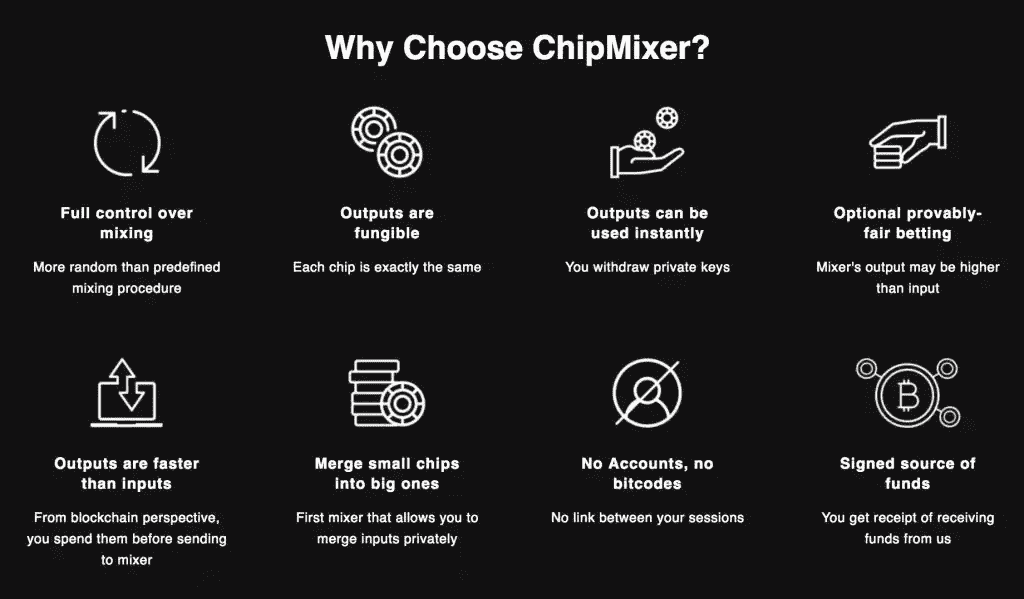 Why Choose ChipMixer?
Full control over
mixing
More random than predefined
mixing procedure
Outputs are
fungible
Each chip is exactly the same
Outputs can be
used instantly
You withdraw private keys
Optional provably-
fair betting
Mixer's output may be higher
than input
Outputs are faster
than inputs
From blockchain perspective,
you spend them before sending
to mixer
Merge small chips
into big ones
First mixer that allows you to
merge inputs privately
No Accounts, no
bitcodes
No link between your sessions
Signed source of
funds
You get receipt of receiving
funds from us